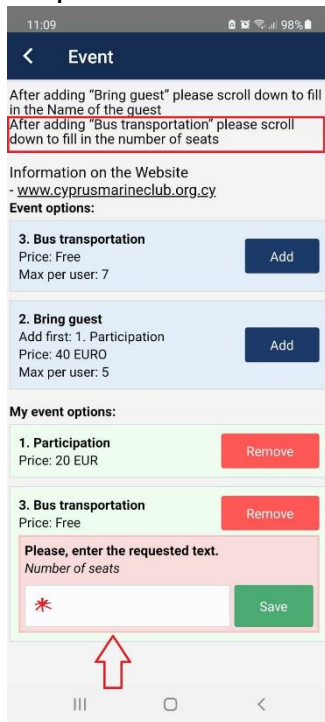 11:09
98%
Event
After adding “Bring guest” please scroll down to fill
in the Name of the guest
After adding “Bus transportation” please scroll
down to fill in the number of seats
Information on the Website
- www.cyprusmarineclub.org.cy
Event options:
3. Bus transportation
Price: Free
Max per user: 7
Add
2. Bring guest
Add first: 1. Participation
Price: 40 EURO
Max per user: 5
Add
My event options:
1. Participation
Price: 20 EUR
Remove
3. Bus transportation
Price: Free
Remove
Please, enter the requested text.
Number of seats
*
Save